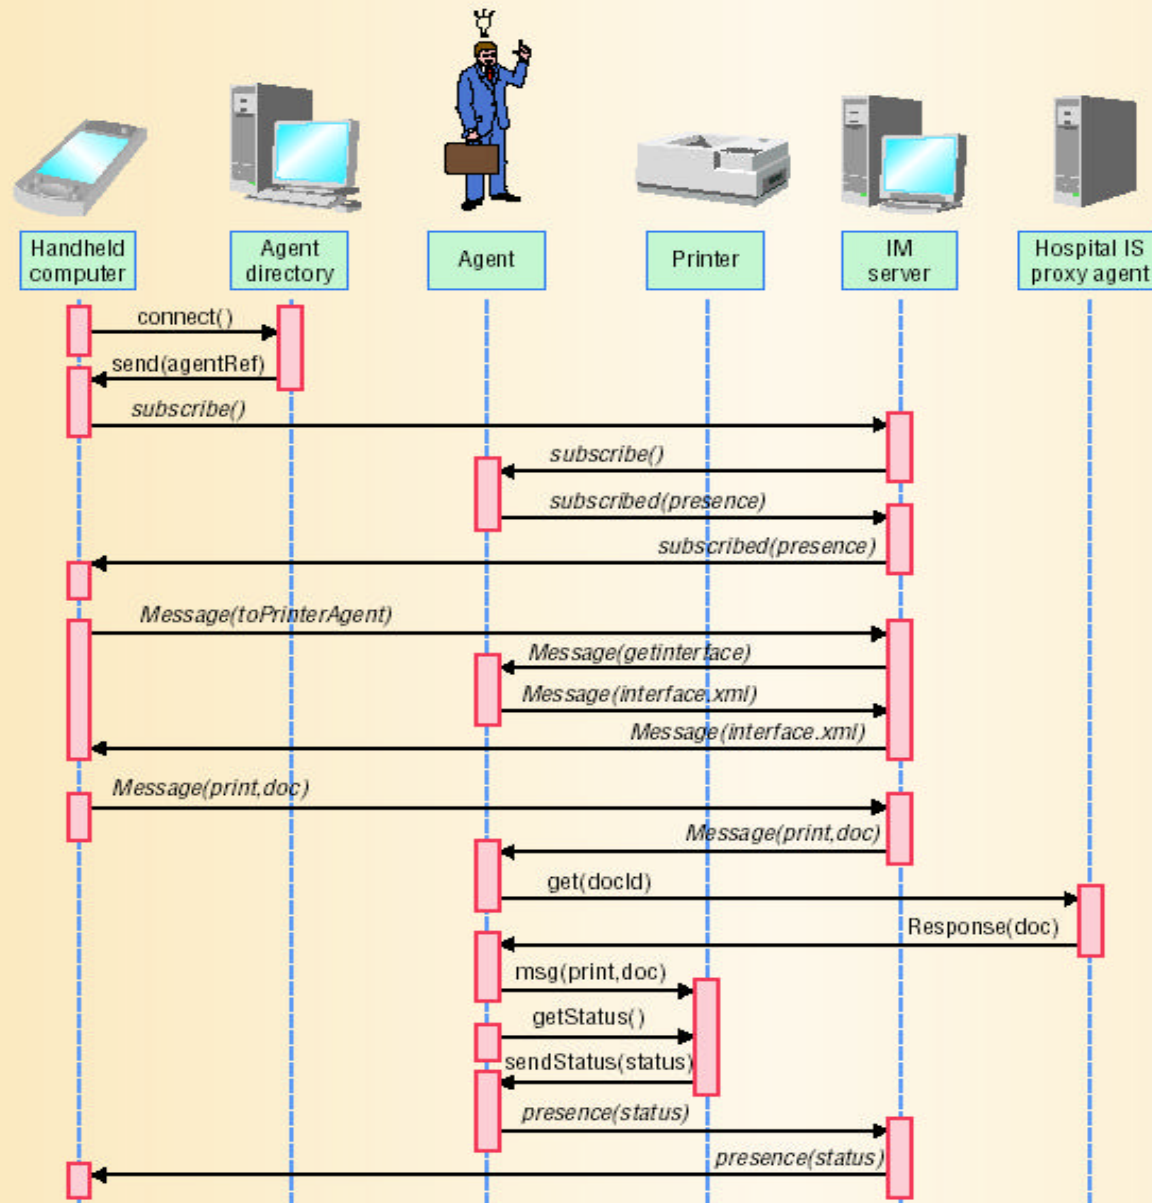 Handheld
computer
Agent
directory
Agent
Printer
IM
server
Hospital IS
proxy agent
connect()
send(agentRef)
subscribe()
subscribe()
subscribed(presence)
subscribed(presence)
Message(toPrinterAgent)
Message(getinterface)
Message(interface.xml)
Message(interface.xml)
Message(print,doc)
Message(print,doc)
get(docId)
Response(doc)
msg(print,doc)
getStatus()
sendStatus(status)
presence(status)
presence(status)